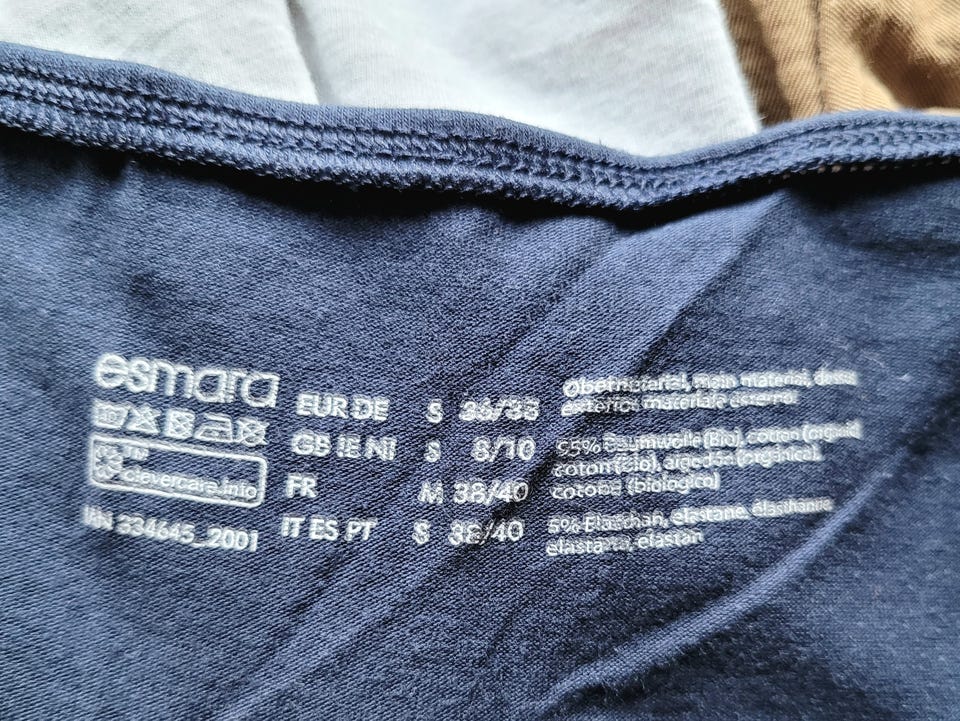 esmara
clevercare.info
IAN 334645_2001
EUR DE S 36/38
GB IE NI S 8/10
FR M 38/40
IT ES PT S 38/40
Obermaterial, main material,
esterno: materiale esterno:
95% Baumwolle (Bio), cotton (organic)
coton (bio), algodón (orgánico),
cotone (biologico)
5% Elasthan, elastane, élasthanne
elastano, elastan